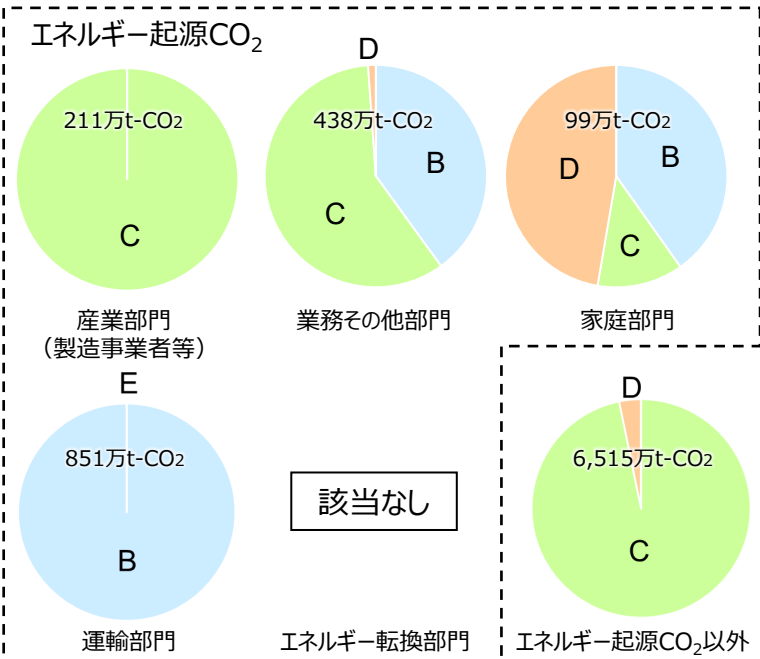 エネルギー起源CO2
211万t-CO2
C
産業部門
（製造事業者等）
D
438万t-CO2
B
C
業務その他部門
99万t-CO2
D
B
C
家庭部門
E
851万t-CO2
B
運輸部門
該当なし
エネルギー転換部門
D
6,515万t-CO2
C
エネルギー起源CO2以外